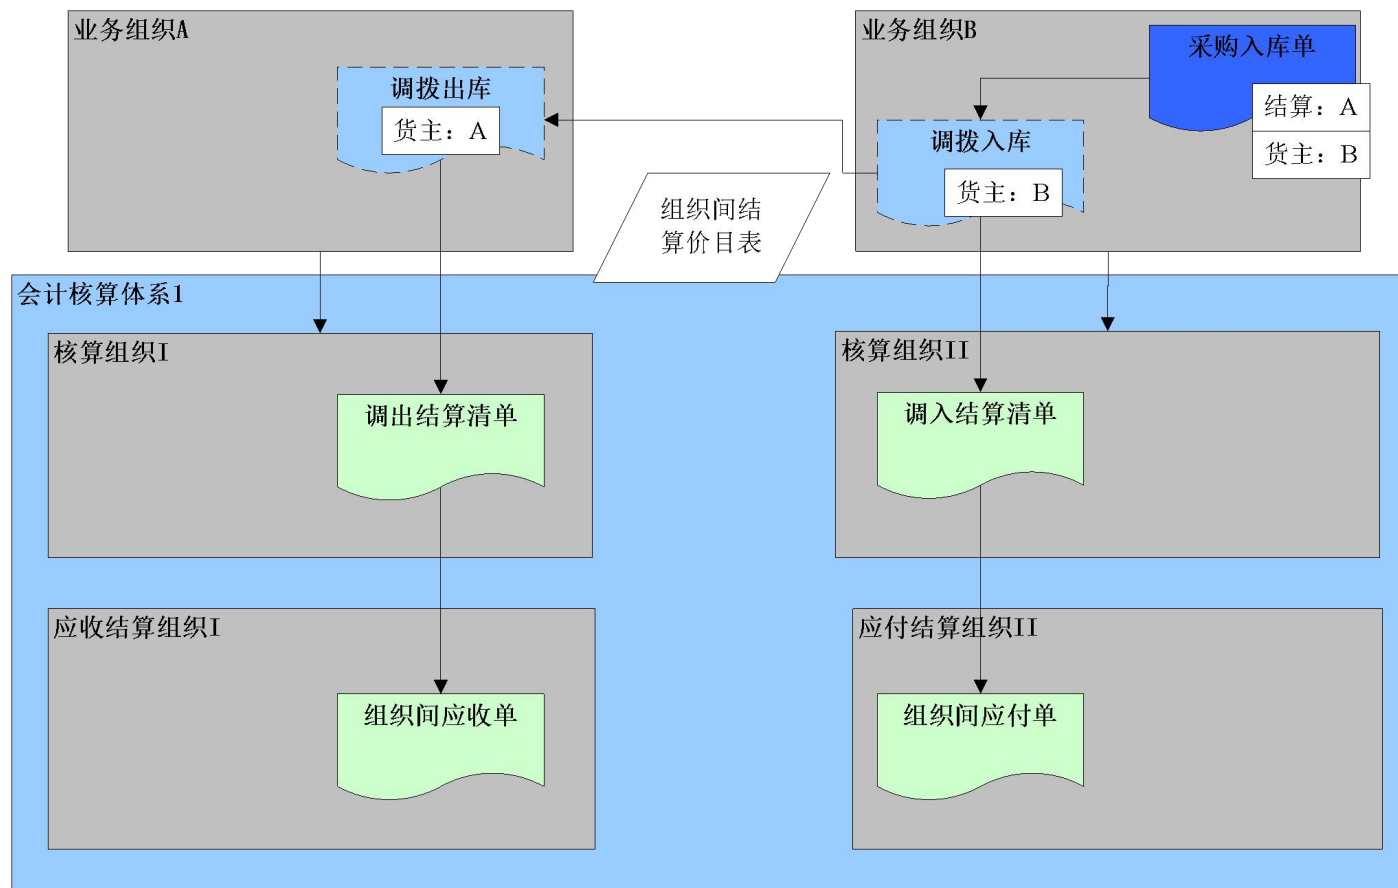 业务组织A
调拨出库
货主：A
业务组织B
采购入库单
结算：A
货主：B
调拨入库
货主：B
组织间结
算价目表
会计核算体系1
核算组织I
调出结算清单
核算组织II
调入结算清单
应收结算组织I
组织间应收单
应付结算组织II
组织间应付单